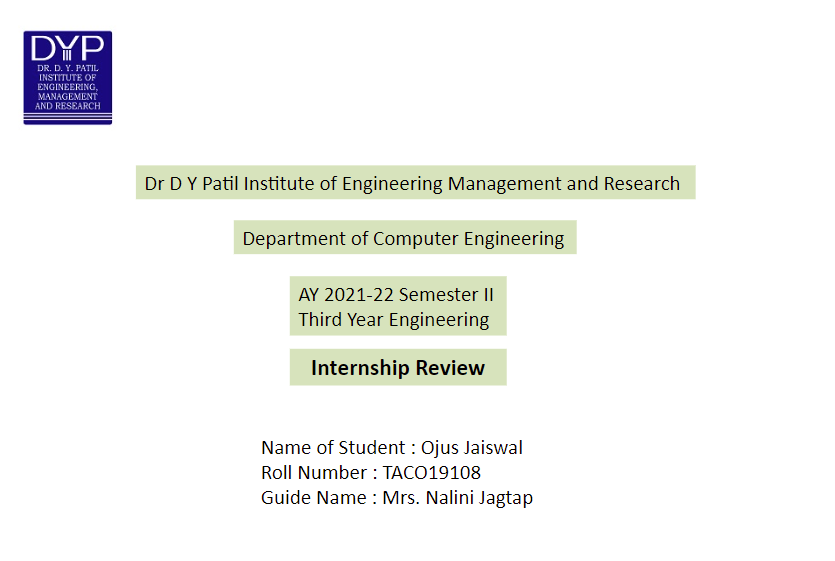 DYP
DR. D. Y. PATIL
INSTITUTE OF
ENGINEERING,
MANAGEMENT
AND RESEARCH
Dr D Y Patil Institute of Engineering Management and Research
Department of Computer Engineering
AY 2021-22 Semester II
Third Year Engineering
Internship Review
Name of Student : Ojus Jaiswal
Roll Number : TACO19108
Guide Name : Mrs. Nalini Jagtap